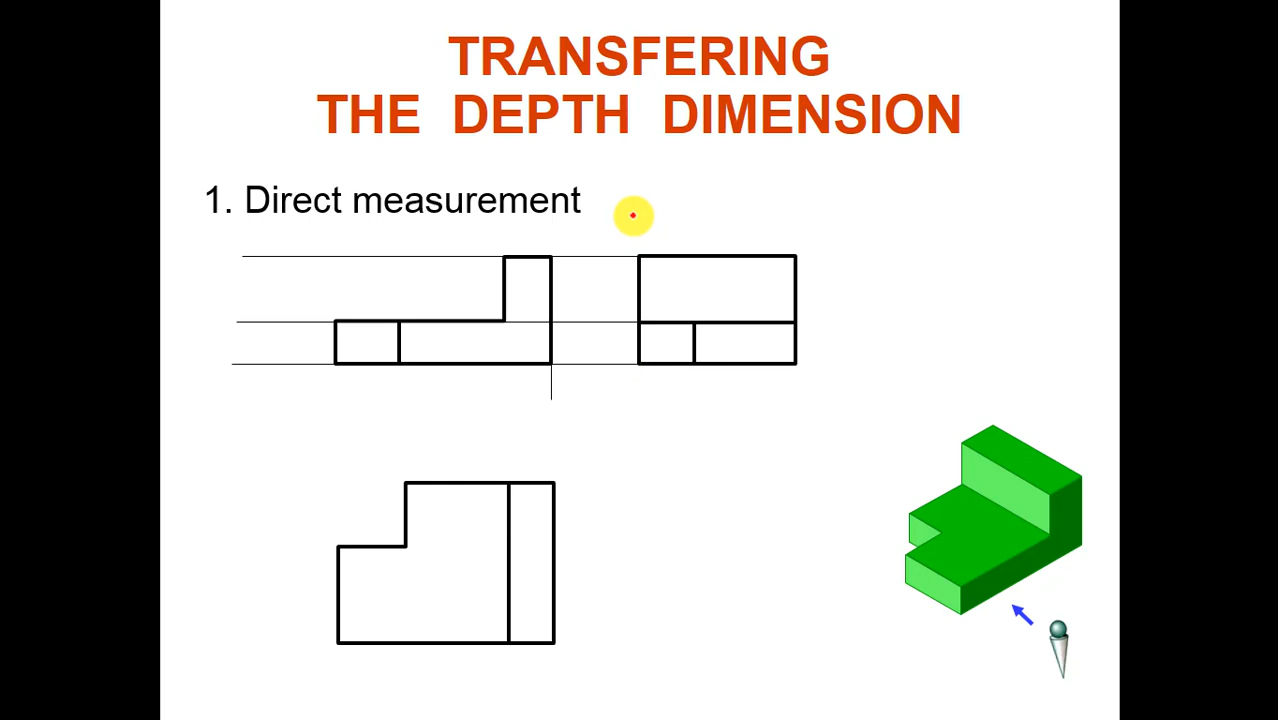 TRANSFERING
THE DEPTH DIMENSION
1. Direct measurement